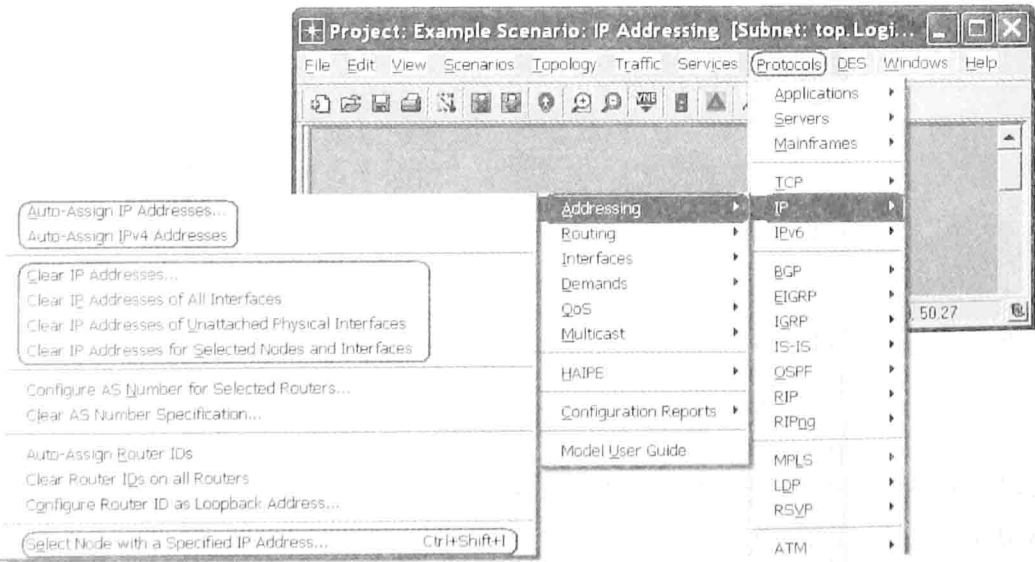 Project: Example Scenario: IP Addressing [Subnet: top.Logi...
File Edit View Scenarios Topology Traffic Services Protocols DES Windows Help
Applications
Servers
Mainframes
TCP
IP
IPv6
BGP
EIGRP
IGRP
IS-IS
OSPF
RIP
RIPng
MPLS
LDP
RSVP
ATM
Addressing
Routing
Interfaces
Demands
QoS
Multicast
HAIPE
Configuration Reports
Model User Guide
Auto-Assign IP Addresses...
Auto-Assign IPv4 Addresses
Clear IP Addresses...
Clear IP Addresses of All Interfaces
Clear IP Addresses of Unattached Physical Interfaces
Clear IP Addresses for Selected Nodes and Interfaces
Configure AS Number for Selected Routers...
Clear AS Number Specification...
Auto-Assign Router IDs
Clear Router IDs on all Routers
Configure Router ID as Loopback Address...
Select Node with a Specified IP Address... Ctrl+Shift+I
50.27